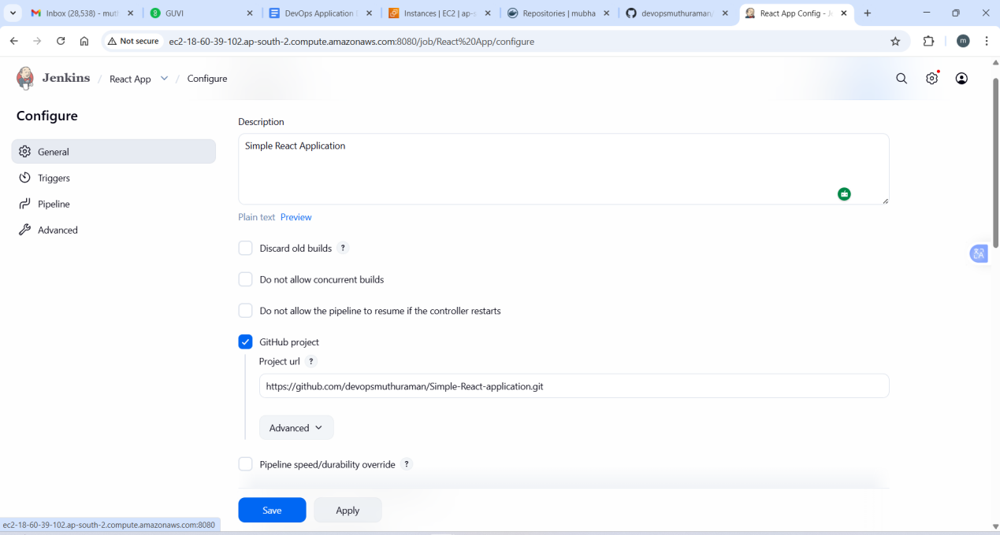 Inbox (28,538) - muth
GUVI
DevOps Application
Instances | EC2 | ap-s
Repositories | mubha
devopsmuthuraman/
React App Config - Je
Not secure
ec2-18-60-39-102.ap-south-2.compute.amazonaws.com:8080/job/React%20App/configure
m
Jenkins / React App / Configure
Configure
General
Triggers
Pipeline
Advanced
Description
Simple React Application
Plain text Preview
Discard old builds ?
Do not allow concurrent builds
Do not allow the pipeline to resume if the controller restarts
GitHub project
Project url ?
https://github.com/devopsmuthuraman/Simple-React-application.git
Advanced
Pipeline speed/durability override ?
Save Apply
ec2-18-60-39-102.ap-south-2.compute.amazonaws.com:8080